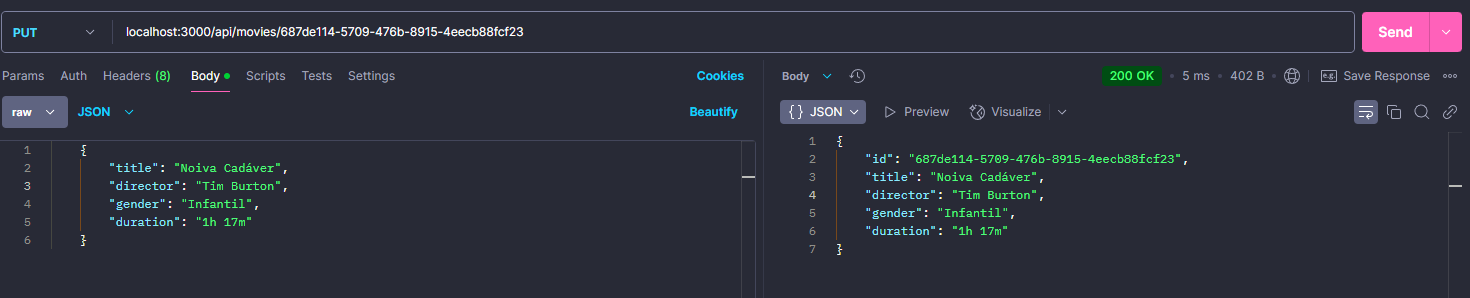 PUT localhost:3000/api/movies/687de114-5709-476b-8915-4eecb88fcf23 Send
Params Auth Headers (8) Body Scripts Tests Settings Cookies
raw JSON Beautify
1 {
2 "title": "Noiva Cadáver",
3 "director": "Tim Burton",
4 "gender": "Infantil",
5 "duration": "1h 17m"
6 }
Body 200 OK 5 ms 402 B e.g. Save Response
{} JSON Preview Visualize
1 {
2 "id": "687de114-5709-476b-8915-4eecb88fcf23",
3 "title": "Noiva Cadáver",
4 "director": "Tim Burton",
5 "gender": "Infantil",
6 "duration": "1h 17m"
7 }